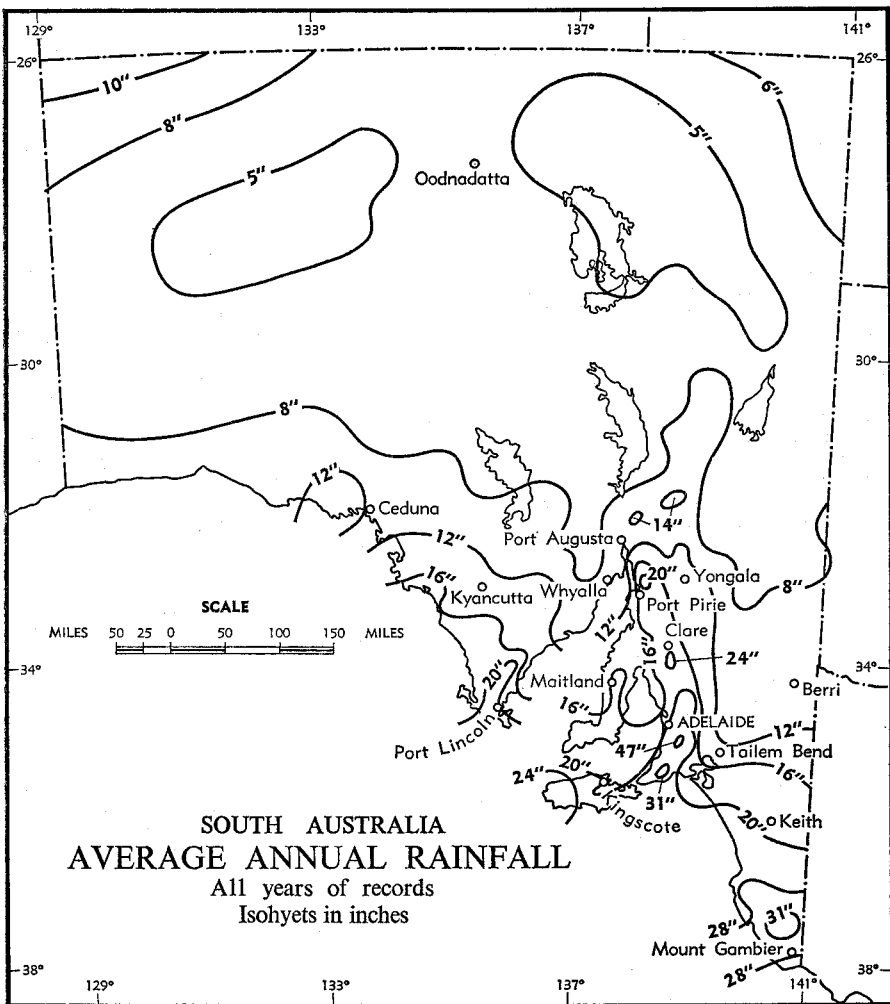 129° 133° 137° 141°
26° 26°
10"
8"
6"
5"
5"
Oodnadatta
30° 30°
8"
12"
Ceduna
14"
12"
Port Augusta
16"
Kyancutta
Whyalla
20"
Yongala
8"
Port Pirie
SCALE
MILES 50 25 0 50 100 150 MILES
12"
Clare
16"
24"
34° 34°
20"
Maitland
Berri
16"
Port Lincoln
ADELAIDE
12"
47"
Tailem Bend
20"
16"
24"
31"
Kingscote
20"
Keith
SOUTH AUSTRALIA
AVERAGE ANNUAL RAINFALL
All years of records
Isohyets in inches
31"
28"
Mount Gambier
28"
38° 38°
129° 133° 137° 141°